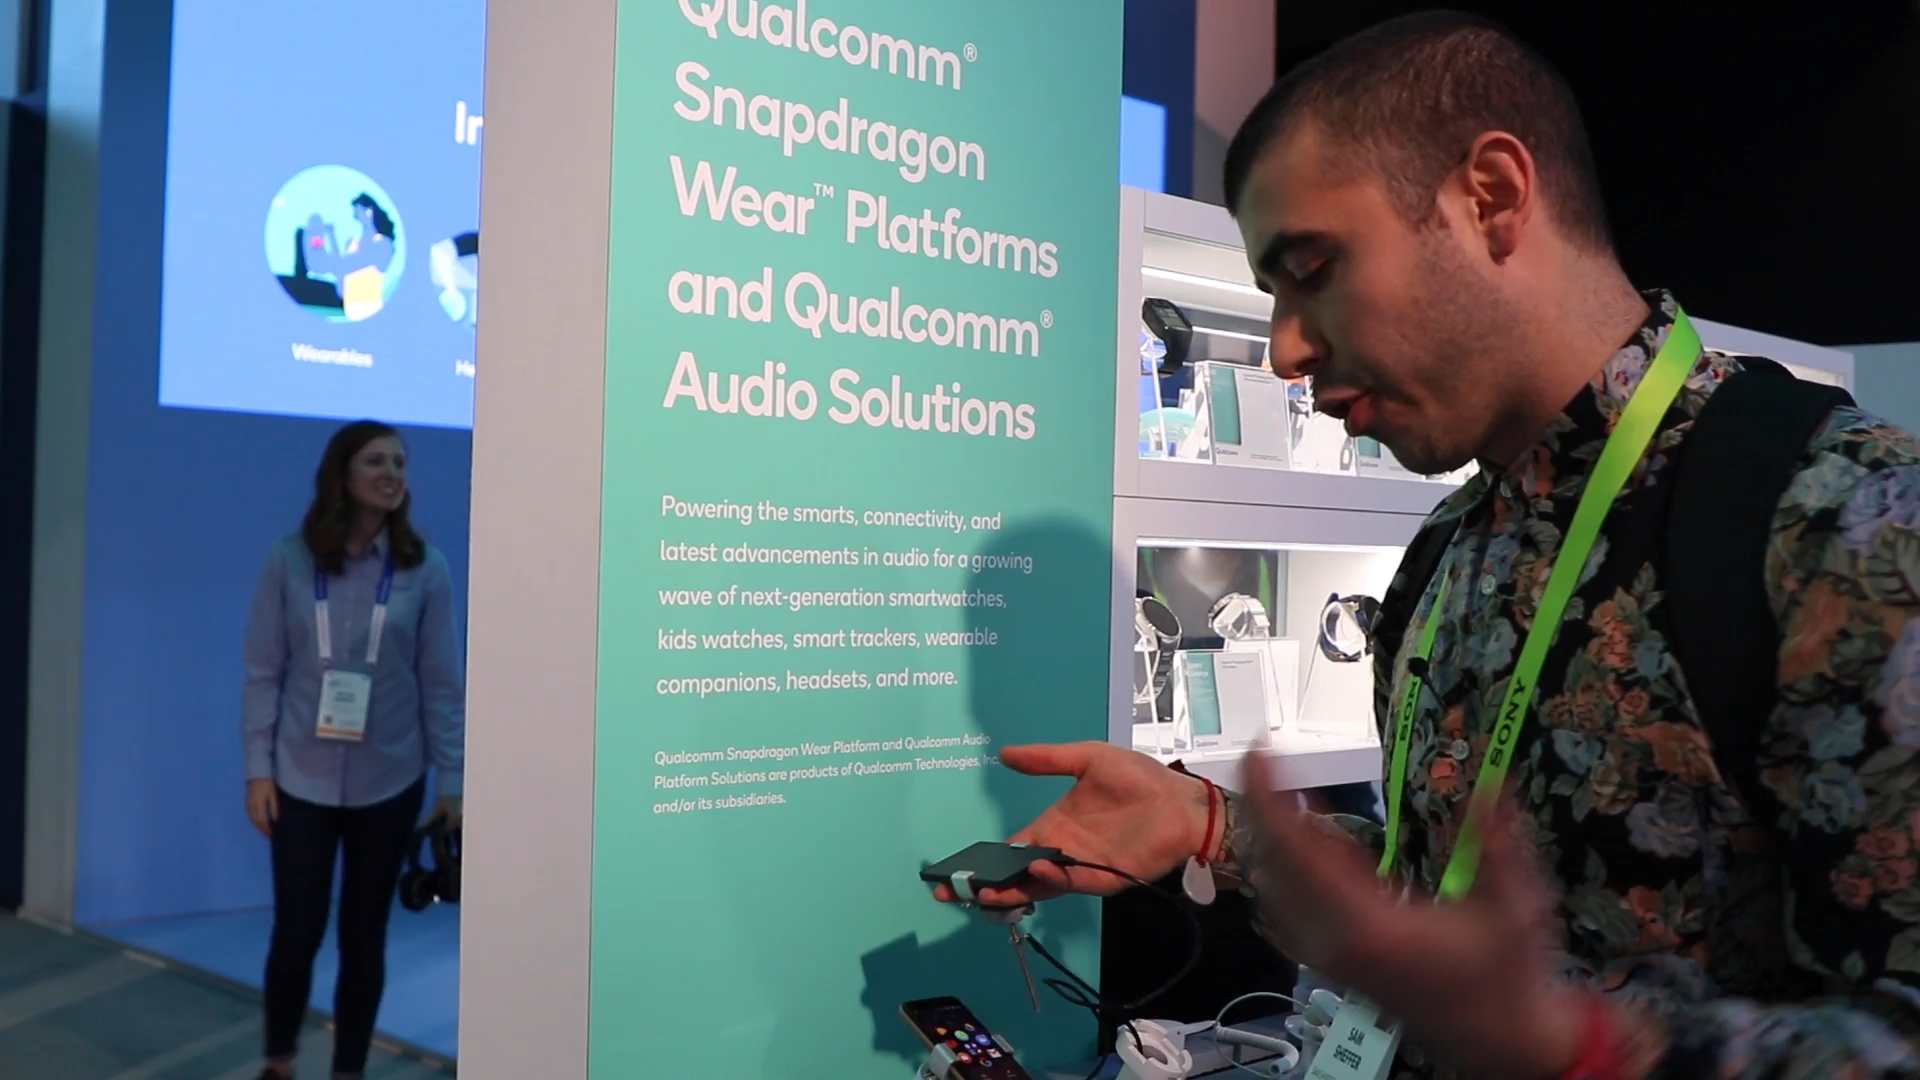 In
Wearables
Qualcomm®
Snapdragon
Wear™ Platforms
and Qualcomm®
Audio Solutions
Powering the smarts, connectivity, and
latest advancements in audio for a growing
wave of next-generation smartwatches,
kids watches, smart trackers, wearable
companions, headsets, and more.
Qualcomm Snapdragon Wear Platform and Qualcomm Audio
Platform Solutions are products of Qualcomm Technologies, Inc.
and/or its subsidiaries.
Qualcomm
Qualcomm
SONY
SONY
SAM
SHEFFER